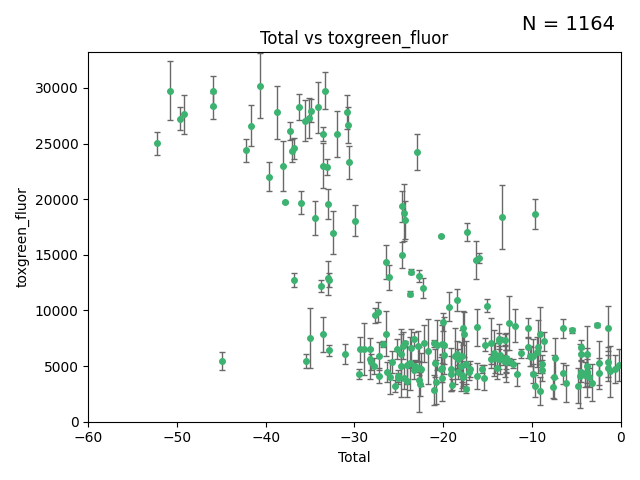 N = 1164
Total vs toxgreen_fluor
toxgreen_fluor
30000
25000
20000
15000
10000
5000
0
−60 −50 −40 −30 −20 −10 0
Total